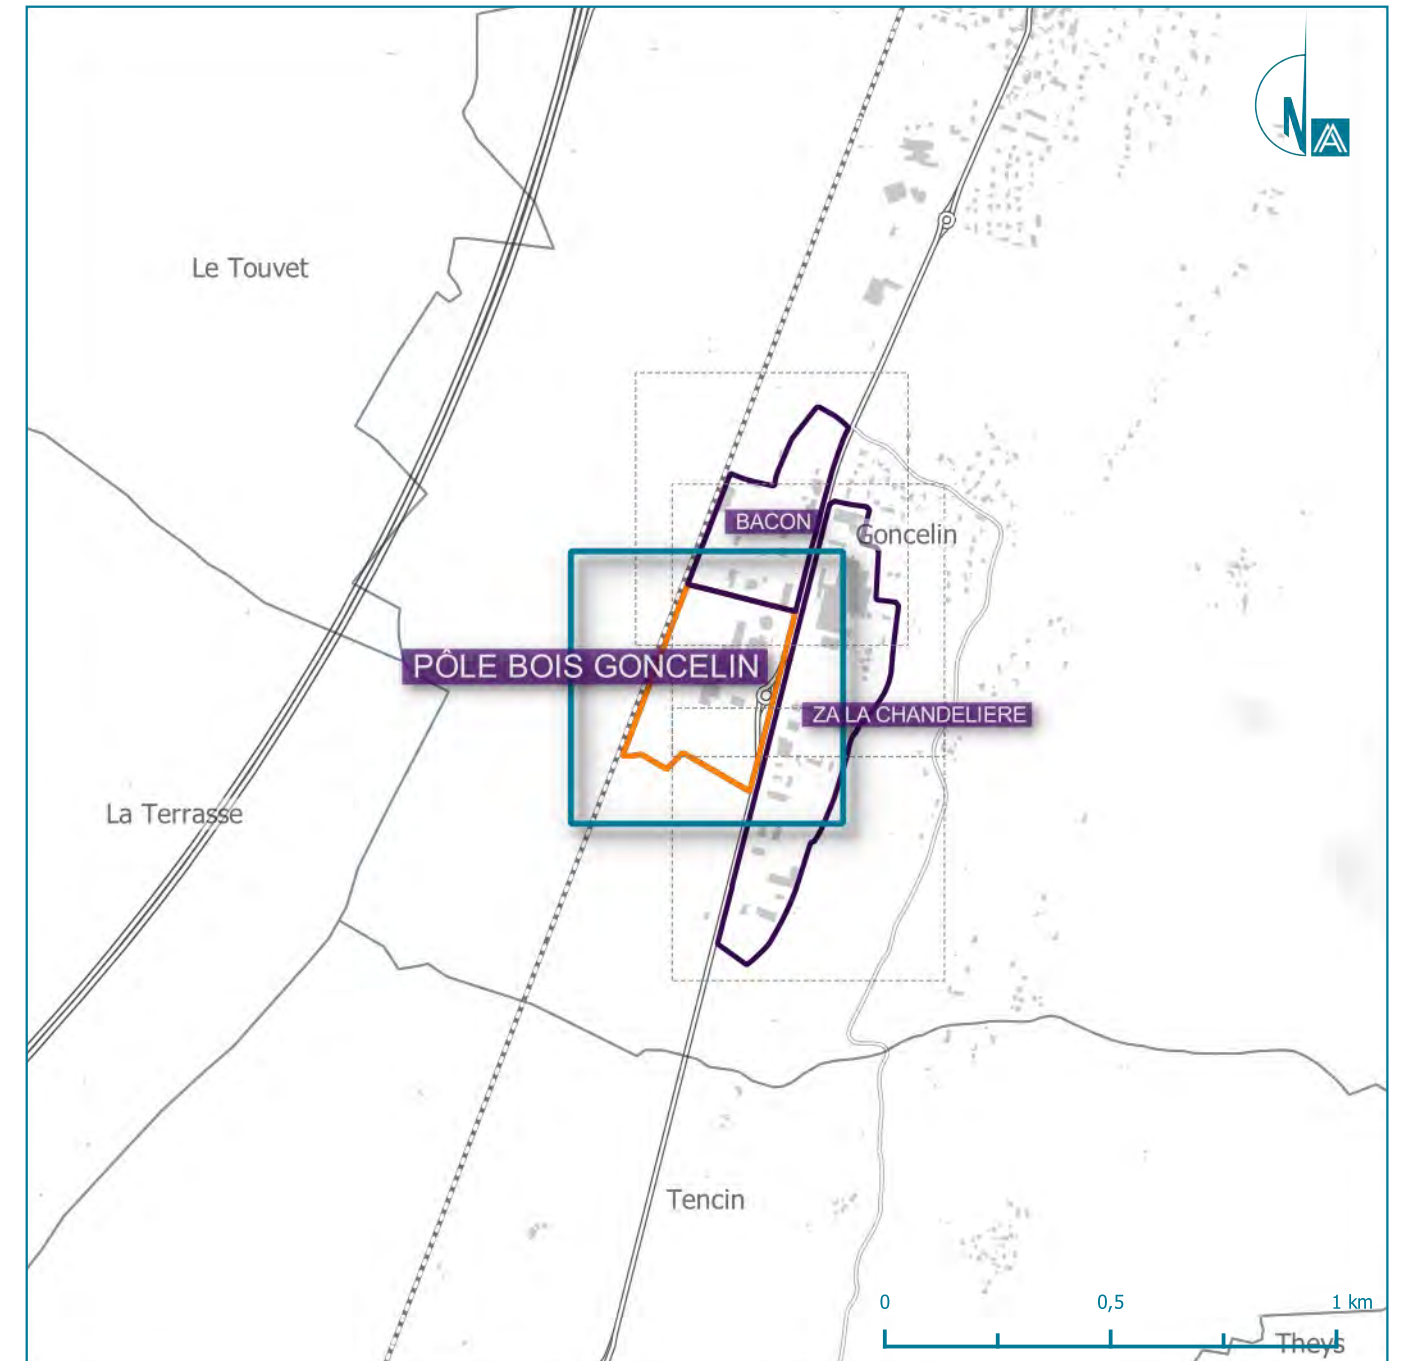 N
Le Touvet
BACON
Goncelin
PÔLE BOIS GONCELIN
ZA LA CHANDELIERE
La Terrasse
Tencin
0 0,5 1 km
Theys